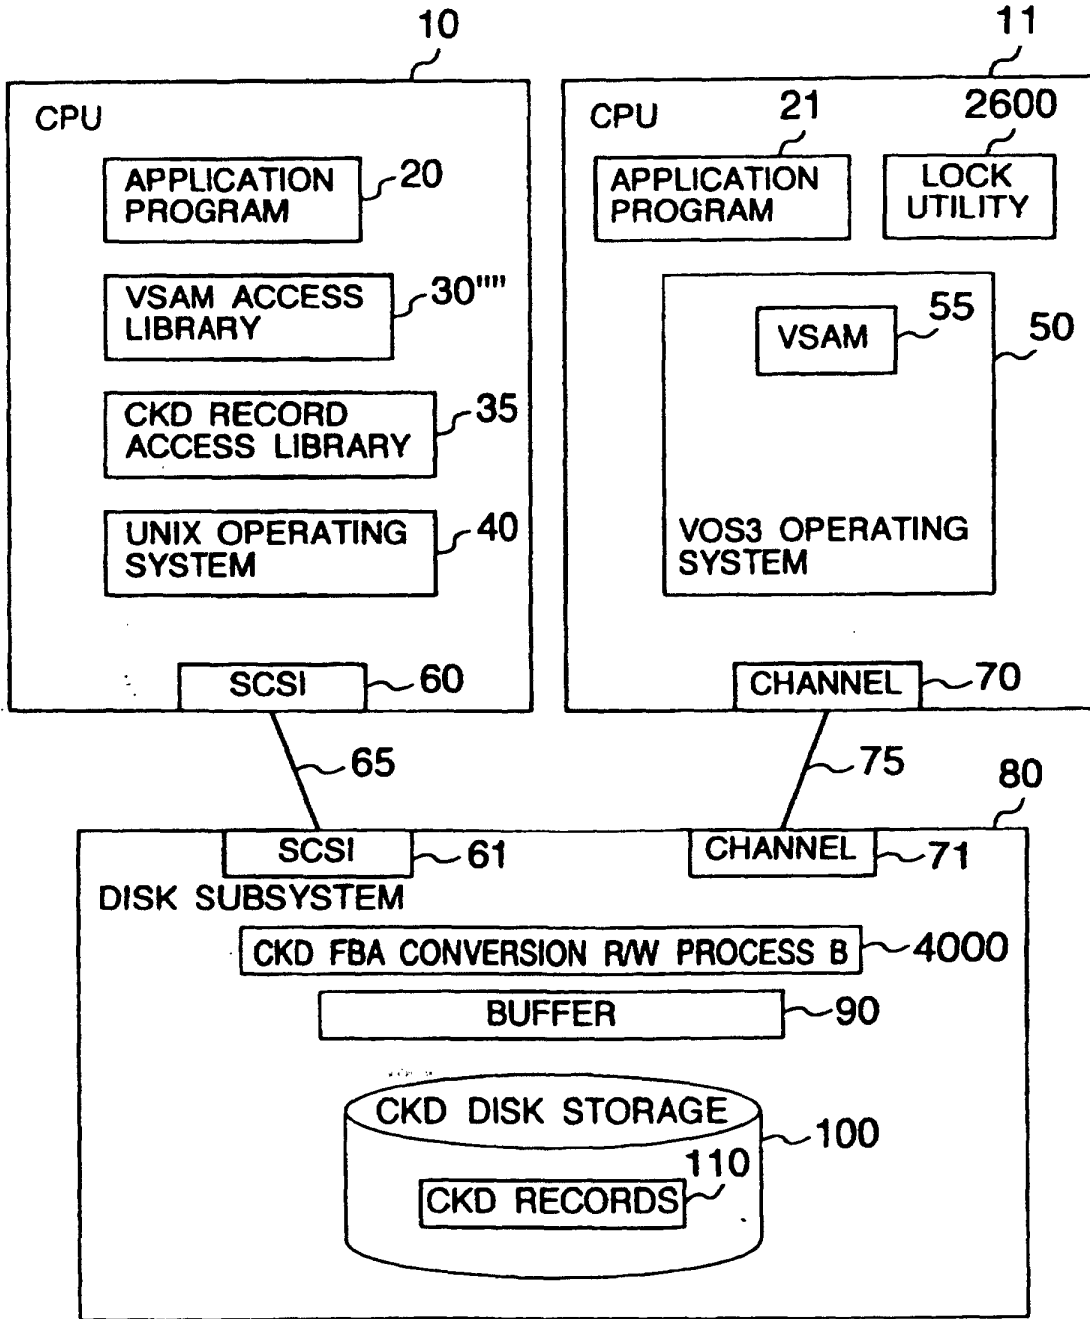 10
11
CPU
CPU
21
2600
APPLICATION
PROGRAM
20
APPLICATION
PROGRAM
LOCK
UTILITY
VSAM ACCESS
LIBRARY
30""
VSAM
55
50
CKD RECORD
ACCESS LIBRARY
35
UNIX OPERATING
SYSTEM
40
VOS3 OPERATING
SYSTEM
SCSI
60
CHANNEL
70
65
75
80
SCSI
61
CHANNEL
71
DISK SUBSYSTEM
CKD FBA CONVERSION R/W PROCESS B
4000
BUFFER
90
CKD DISK STORAGE
100
110
CKD RECORDS